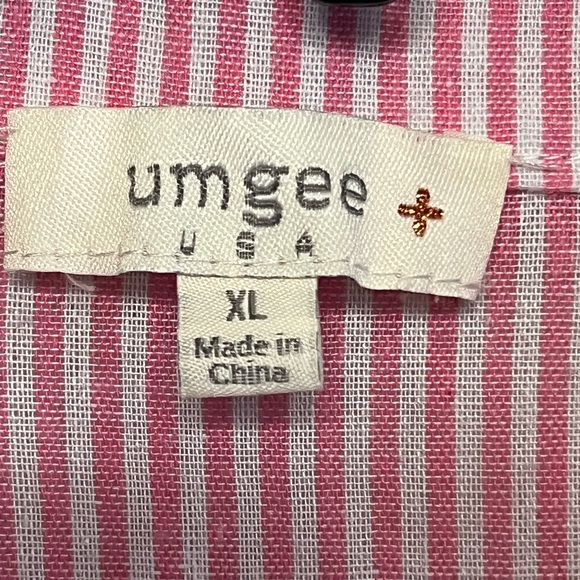 umgee +
USA
XL
Made in
China